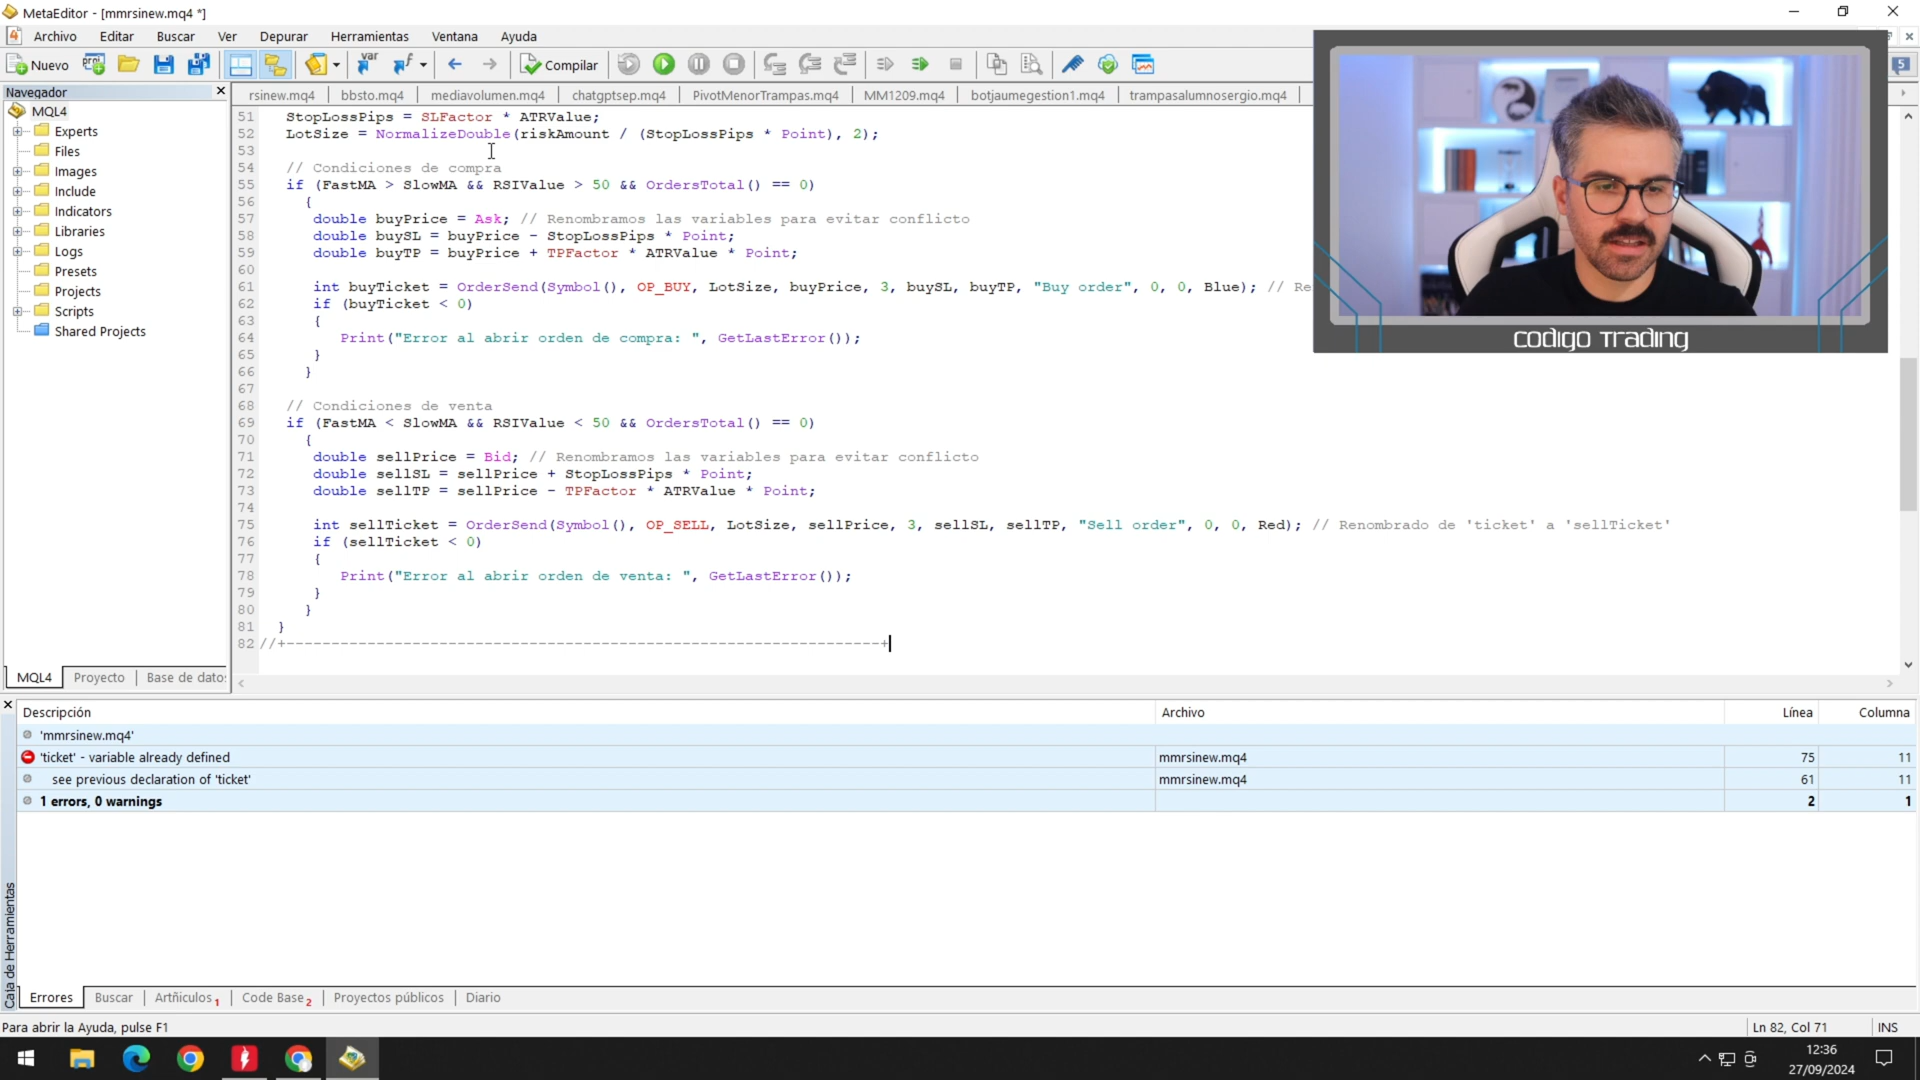 MetaEditor - [mmrsinew.mq4 *]
Archivo Editar Buscar Ver Depurar Herramientas Ventana Ayuda
Nuevo Compilar 5
Navegador
MQL4
Experts
Files
Images
Include
Indicators
Libraries
Logs
Presets
Projects
Scripts
Shared Projects
MQL4 Proyecto Base de dato
rsinew.mq4 bbsto.mq4 mediavolumen.mq4 chatgptsep.mq4 PivotMenorTrampas.mq4 MM1209.mq4 botjaumegestion1.mq4 trampasalumnosergio.mq4
51 StopLossPips = SLFactor * ATRValue;
52 LotSize = NormalizeDouble(riskAmount / (StopLossPips * Point), 2);
53
54 // Condiciones de compra
55 if (FastMA > SlowMA && RSIValue > 50 && OrdersTotal() == 0)
56 {
57 double buyPrice = Ask; // Renombramos las variables para evitar conflicto
58 double buySL = buyPrice - StopLossPips * Point;
59 double buyTP = buyPrice + TPFactor * ATRValue * Point;
60
61 int buyTicket = OrderSend(Symbol(), OP_BUY, LotSize, buyPrice, 3, buySL, buyTP, "Buy order", 0, 0, Blue); // Re
62 if (buyTicket < 0)
63 {
64 Print("Error al abrir orden de compra: ", GetLastError());
65 }
66 }
67
68 // Condiciones de venta
69 if (FastMA < SlowMA && RSIValue < 50 && OrdersTotal() == 0)
70 {
71 double sellPrice = Bid; // Renombramos las variables para evitar conflicto
72 double sellSL = sellPrice + StopLossPips * Point;
73 double sellTP = sellPrice - TPFactor * ATRValue * Point;
74
75 int sellTicket = OrderSend(Symbol(), OP_SELL, LotSize, sellPrice, 3, sellSL, sellTP, "Sell order", 0, 0, Red); // Renombrado de 'ticket' a 'sellTicket'
76 if (sellTicket < 0)
77 {
78 Print("Error al abrir orden de venta: ", GetLastError());
79 }
80 }
81 }
82 //+------------------------------------------------------------------+
CODIGO TRADING
Descripción Archivo Línea Columna
'mmrsinew.mq4'
'ticket' - variable already defined mmrsinew.mq4 75 11
see previous declaration of 'ticket' mmrsinew.mq4 61 11
1 errors, 0 warnings 2 1
Caja de Herramientas
Errores Buscar Artñiculos 1 Code Base 2 Proyectos públicos Diario
Para abrir la Ayuda, pulse F1 Ln 82, Col 71 INS
12:36
27/09/2024